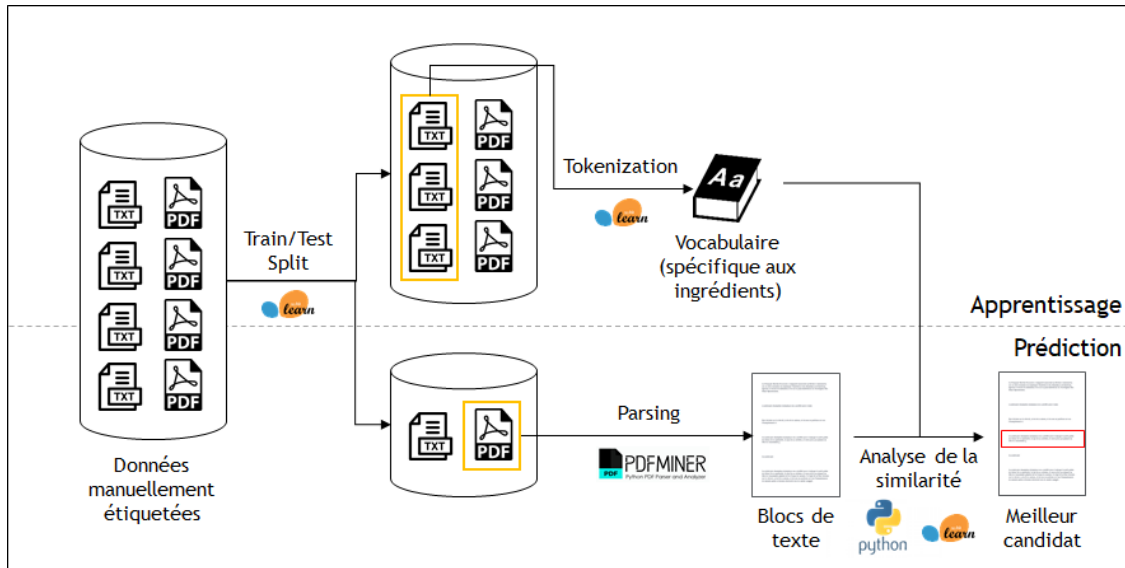 TXT
PDF
TXT
PDF
TXT
PDF
TXT
PDF
Données
manuellement
étiquetées
Train/Test
Split
learn
TXT
PDF
TXT
PDF
TXT
PDF
Tokenization
learn
Aa
Vocabulaire
(spécifique aux
ingrédients)
Apprentissage
Prédiction
TXT
PDF
Parsing
PDF
PDFMINER
Python PDF Parser and Analyzer
Blocs de
texte
Analyse de la
similarité
python
learn
Meilleur
candidat